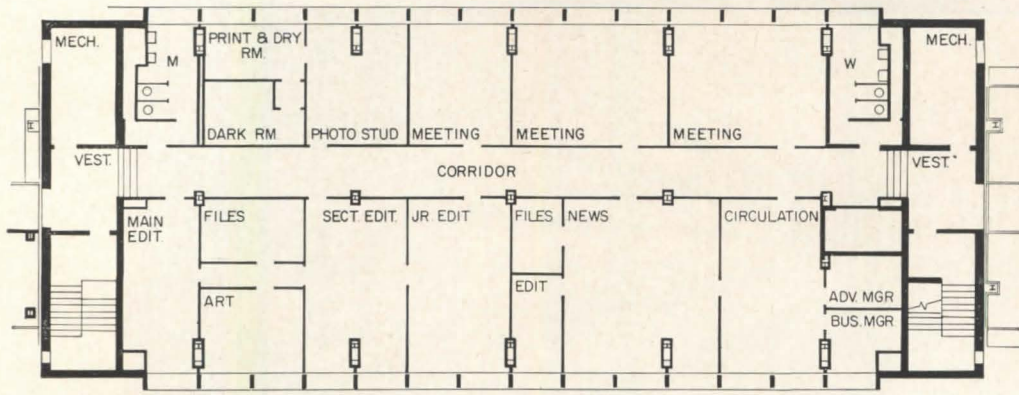 MECH.
M
PRINT & DRY
RM.
W
MECH.
DARK RM
PHOTO STUD
MEETING
MEETING
MEETING
VEST.
CORRIDOR
VEST.
MAIN
EDIT.
FILES
SECT. EDIT.
JR. EDIT
FILES
NEWS
CIRCULATION
EDIT
ART
ADV. MGR
BUS. MGR